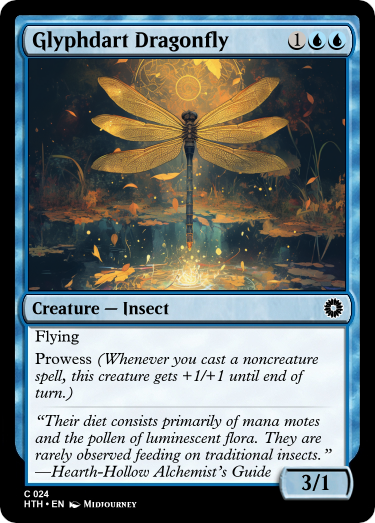 Glyphdart Dragonfly 1
Creature — Insect
Flying
Prowess (Whenever you cast a noncreature
spell, this creature gets +1/+1 until end of
turn.)
“Their diet consists primarily of mana motes
and the pollen of luminescent flora. They are
rarely observed feeding on traditional insects.”
—Hearth-Hollow Alchemist’s Guide
3/1
C 024
HTH • EN Midjourney